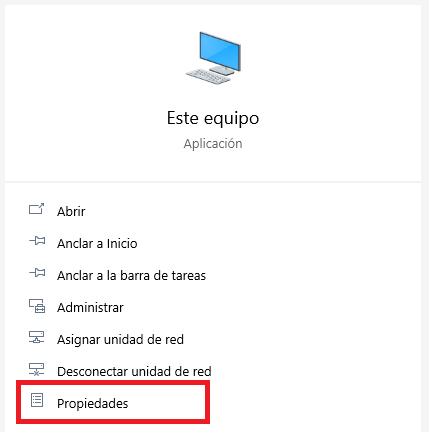 Este equipo
Aplicación
Abrir
Anclar a Inicio
Anclar a la barra de tareas
Administrar
Asignar unidad de red
Desconectar unidad de red
Propiedades